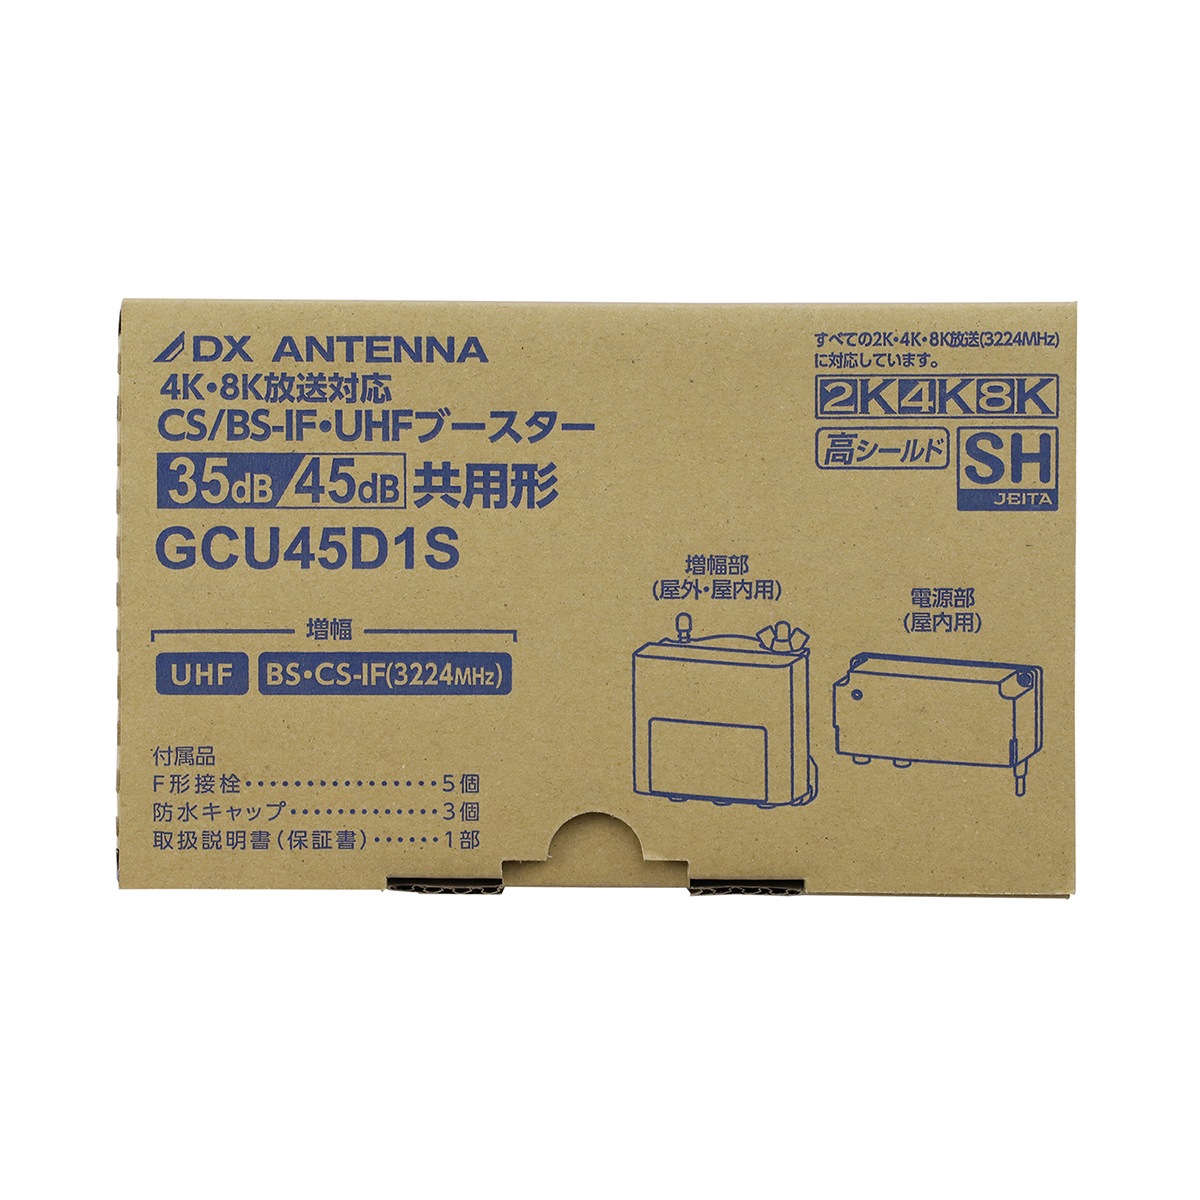 DX ANTENNA
4K・8K放送対応
CS/BS-IF・UHFブースター
35dB/45dB 共用形
GCU45D1S
増幅
UHF BS・CS-IF(3224MHz)
付属品
F形接栓・・・・・・・・・・・・・・・・・5個
防水キャップ・・・・・・・・・・・・・3個
取扱説明書(保証書)・・・・・・1部
すべての2K・4K・8K放送(3224MHz)
に対応しています。
2K4K8K
高シールド SH
JEITA
増幅部
(屋外・屋内用)
電源部
(屋内用)